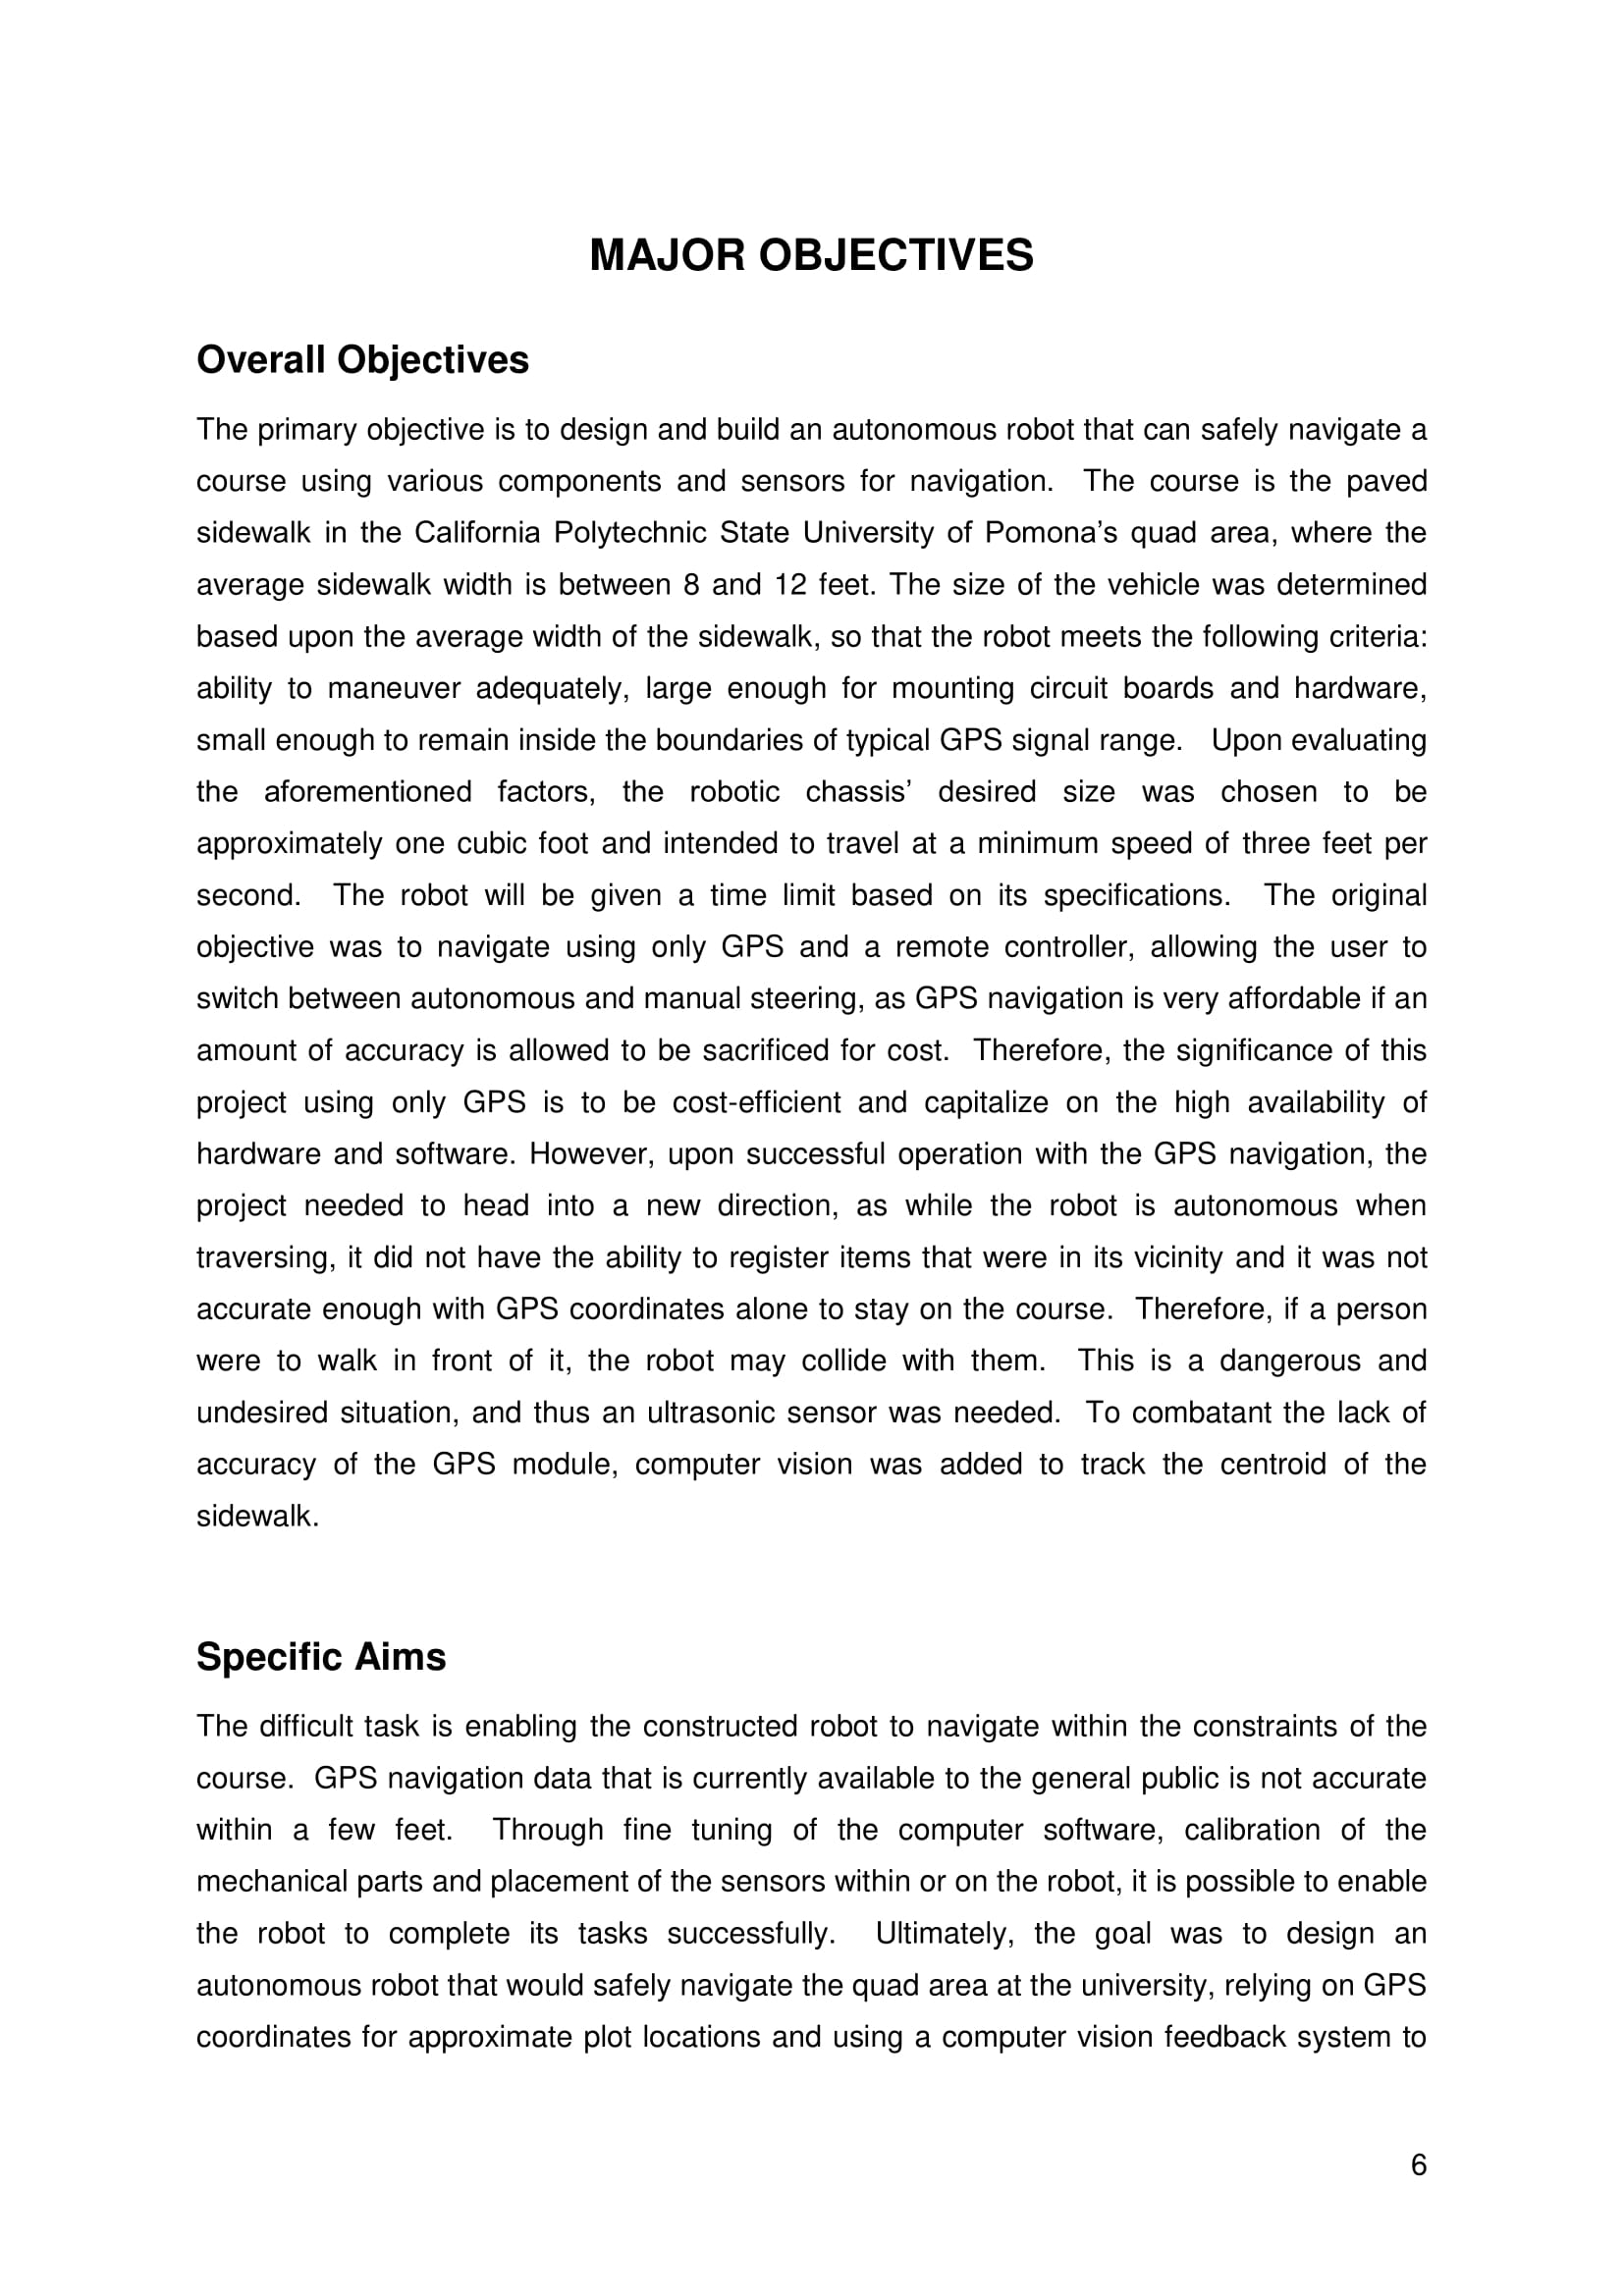 MAJOR OBJECTIVES
Overall Objectives
The primary objective is to design and build an autonomous robot that can safely navigate a
course using various components and sensors for navigation.  The course is the paved
sidewalk in the California Polytechnic State University of Pomona’s quad area, where the
average sidewalk width is between 8 and 12 feet. The size of the vehicle was determined
based upon the average width of the sidewalk, so that the robot meets the following criteria:
ability to maneuver adequately, large enough for mounting circuit boards and hardware,
small enough to remain inside the boundaries of typical GPS signal range.   Upon evaluating
the aforementioned factors, the robotic chassis’ desired size was chosen to be
approximately one cubic foot and intended to travel at a minimum speed of three feet per
second.  The robot will be given a time limit based on its specifications.  The original
objective was to navigate using only GPS and a remote controller, allowing the user to
switch between autonomous and manual steering, as GPS navigation is very affordable if an
amount of accuracy is allowed to be sacrificed for cost.  Therefore, the significance of this
project using only GPS is to be cost-efficient and capitalize on the high availability of
hardware and software. However, upon successful operation with the GPS navigation, the
project needed to head into a new direction, as while the robot is autonomous when
traversing, it did not have the ability to register items that were in its vicinity and it was not
accurate enough with GPS coordinates alone to stay on the course.  Therefore, if a person
were to walk in front of it, the robot may collide with them.  This is a dangerous and
undesired situation, and thus an ultrasonic sensor was needed.  To combatant the lack of
accuracy of the GPS module, computer vision was added to track the centroid of the
sidewalk.
Specific Aims
The difficult task is enabling the constructed robot to navigate within the constraints of the
course.  GPS navigation data that is currently available to the general public is not accurate
within a few feet.  Through fine tuning of the computer software, calibration of the
mechanical parts and placement of the sensors within or on the robot, it is possible to enable
the robot to complete its tasks successfully.  Ultimately, the goal was to design an
autonomous robot that would safely navigate the quad area at the university, relying on GPS
coordinates for approximate plot locations and using a computer vision feedback system to
6